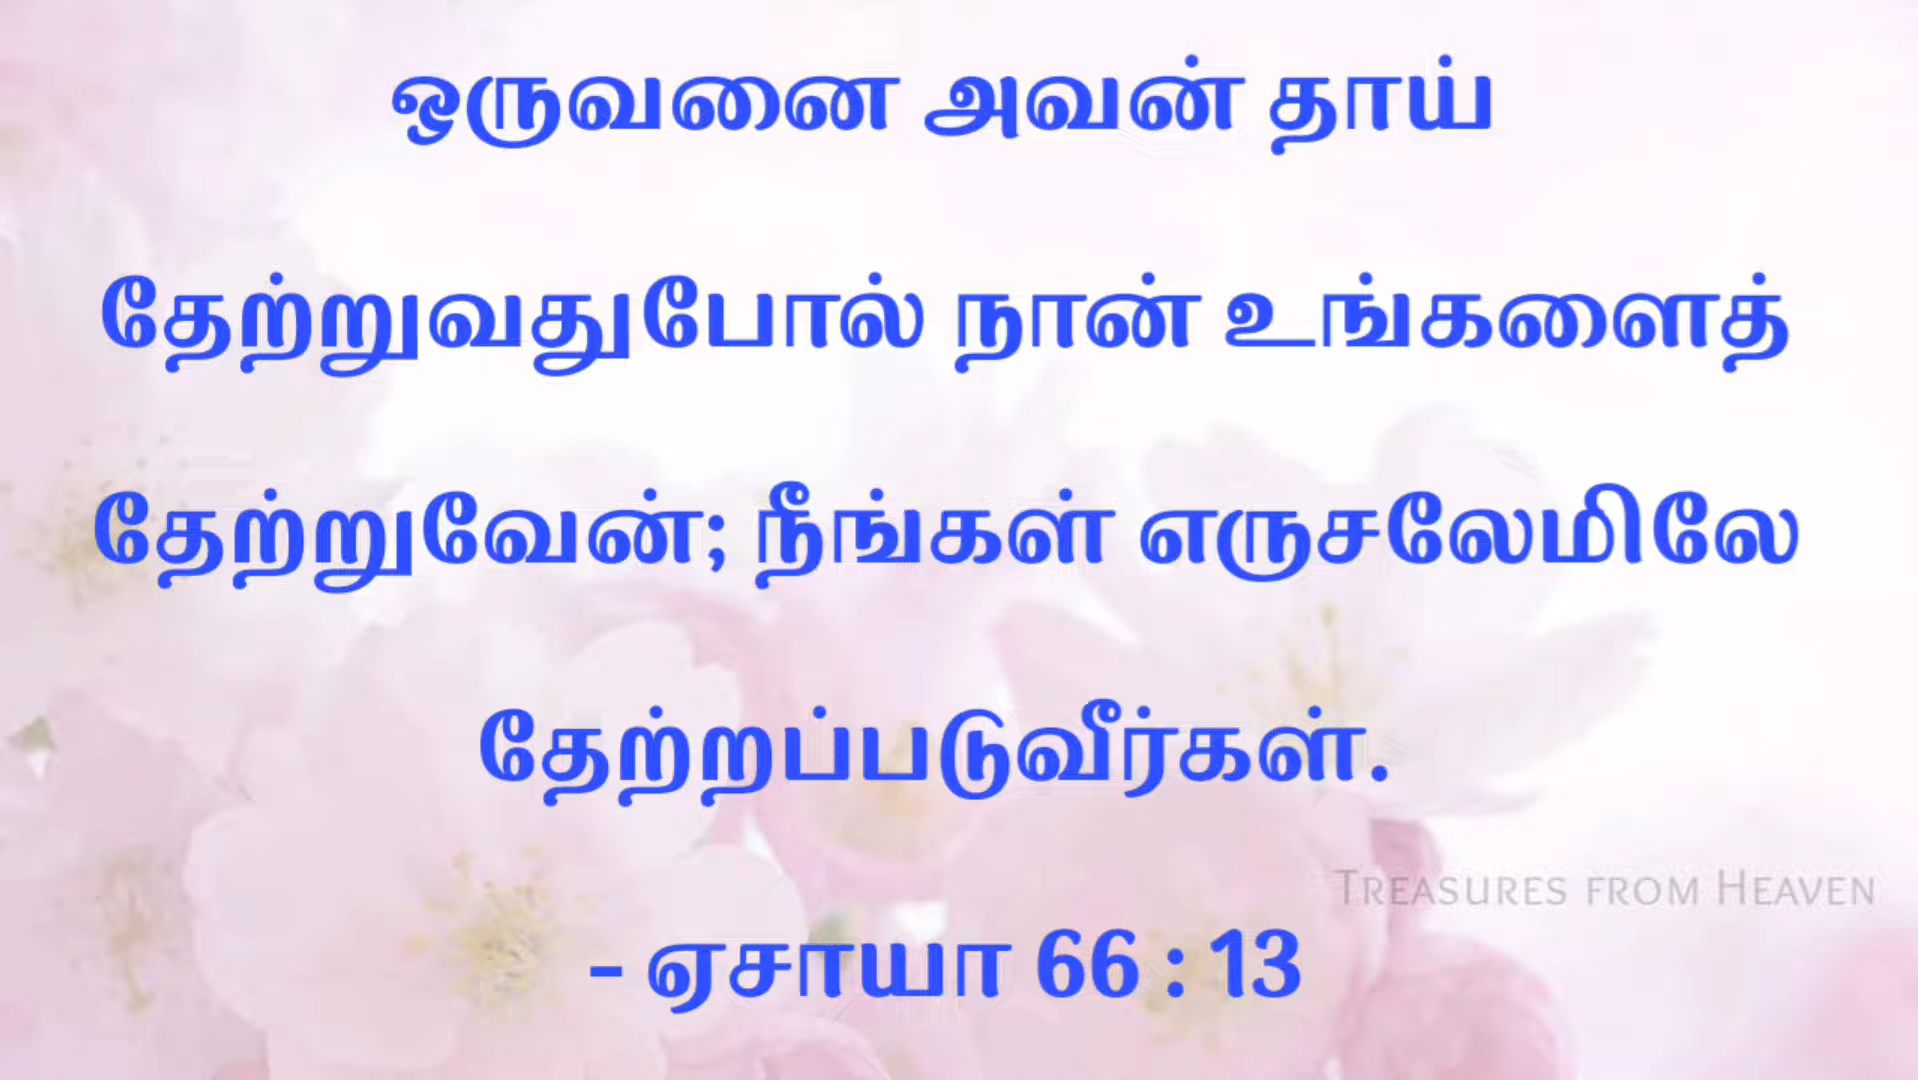 ஒருவனை அவன் தாய்
தேற்றுவதுபோல் நான் உங்களைத்
தேற்றுவேன்; நீங்கள் எருசலேமிலே
தேற்றப்படுவீர்கள்.
TREASURES FROM HEAVEN
- ஏசாயா 66 : 13